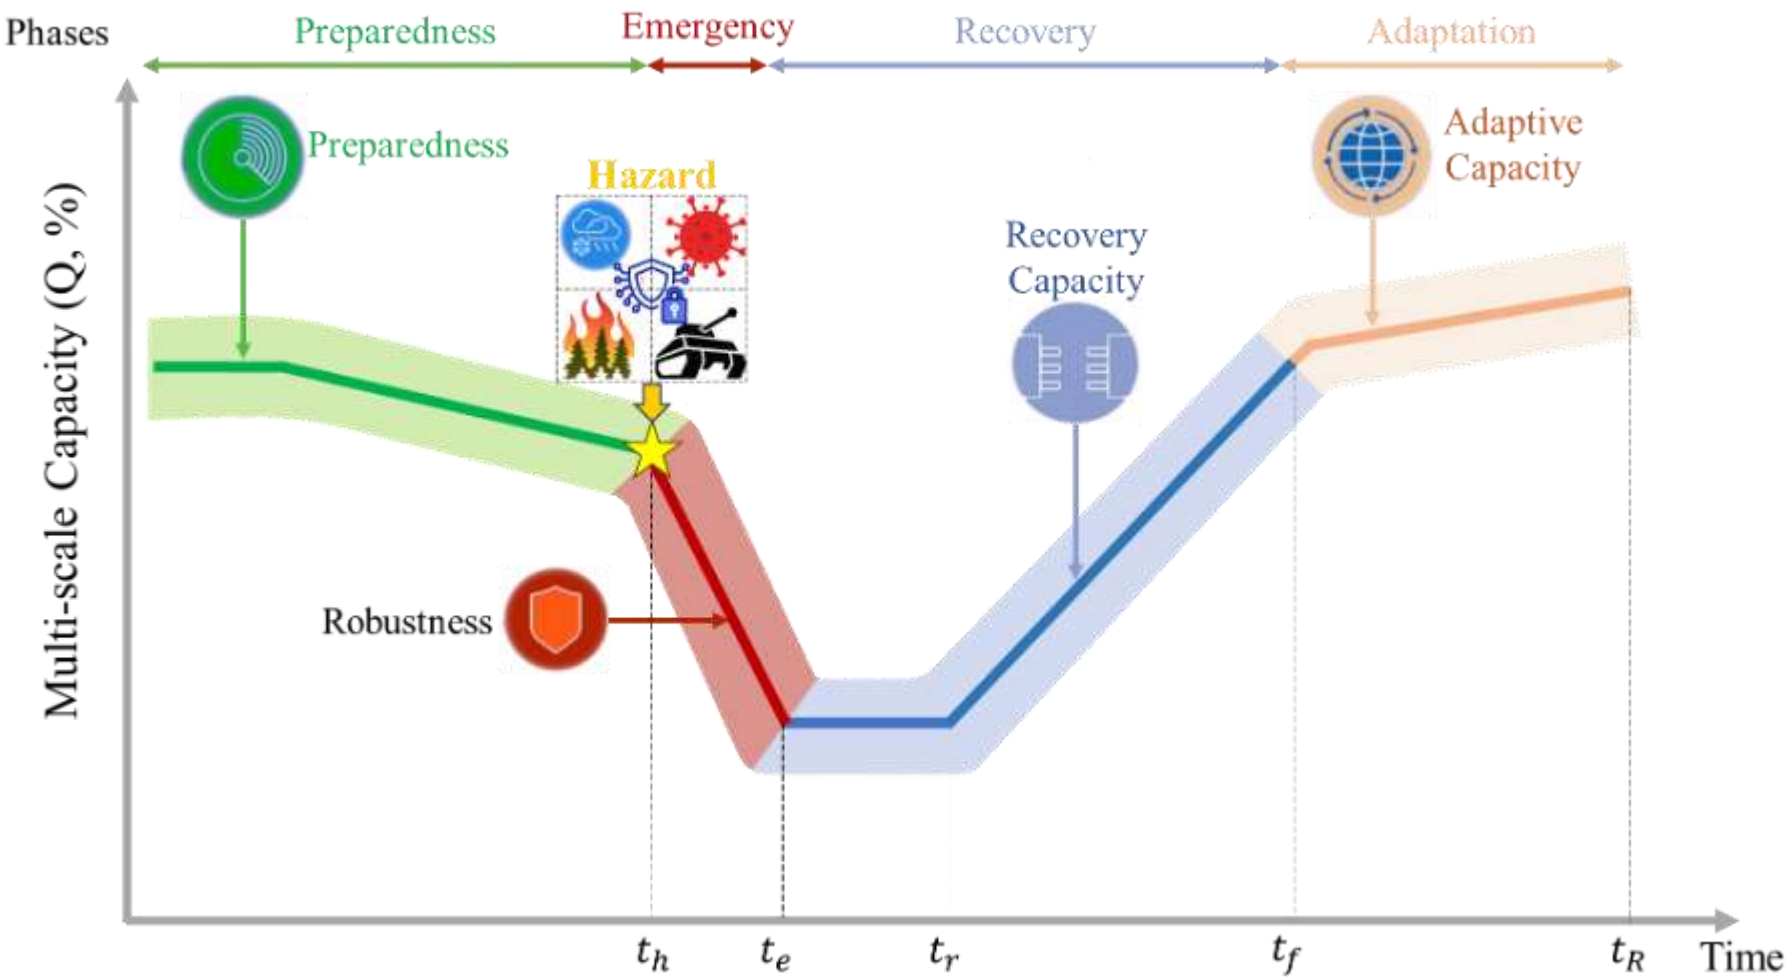 Phases
Preparedness
Emergency
Recovery
Adaptation
Preparedness
Hazard
Adaptive
Capacity
Recovery
Capacity
Robustness
Multi-scale Capacity (Q, %)
t_h
t_e
t_r
t_f
t_R
Time